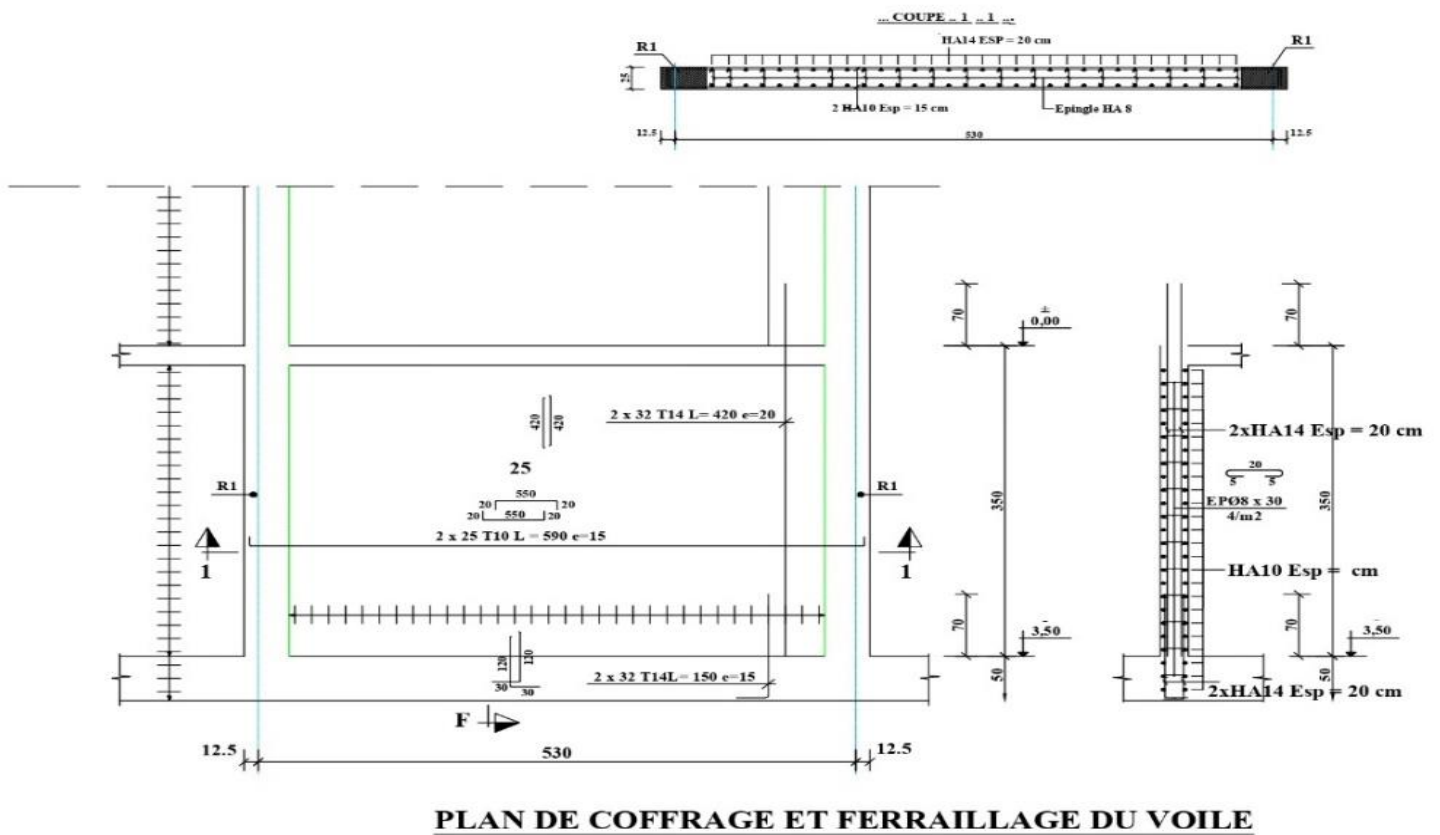 ... COUPE .. 1 .. 1 ...
HA14 ESP = 20 cm
R1
R1
25
2 HA10 Esp = 15 cm
Epingle HA 8
12.5
530
12.5
70
± 0,00
70
420
420
2 x 32 T14 L= 420 e=20
2xHA14 Esp = 20 cm
25
20
5
5
R1
R1
550
20
20
20
550
20
EPØ8 x 30
4/m2
350
350
2 x 25 T10 L = 590 e=15
1
1
HA10 Esp = cm
70
3,50
70
3,50
120
120
30
30
2 x 32 T14L= 150 e=15
50
2xHA14 Esp = 20 cm
50
F
12.5
530
12.5
PLAN DE COFFRAGE ET FERRAILLAGE DU VOILE